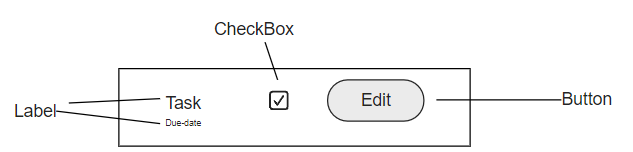 CheckBox
Task
Edit
Button
Label
Due-date